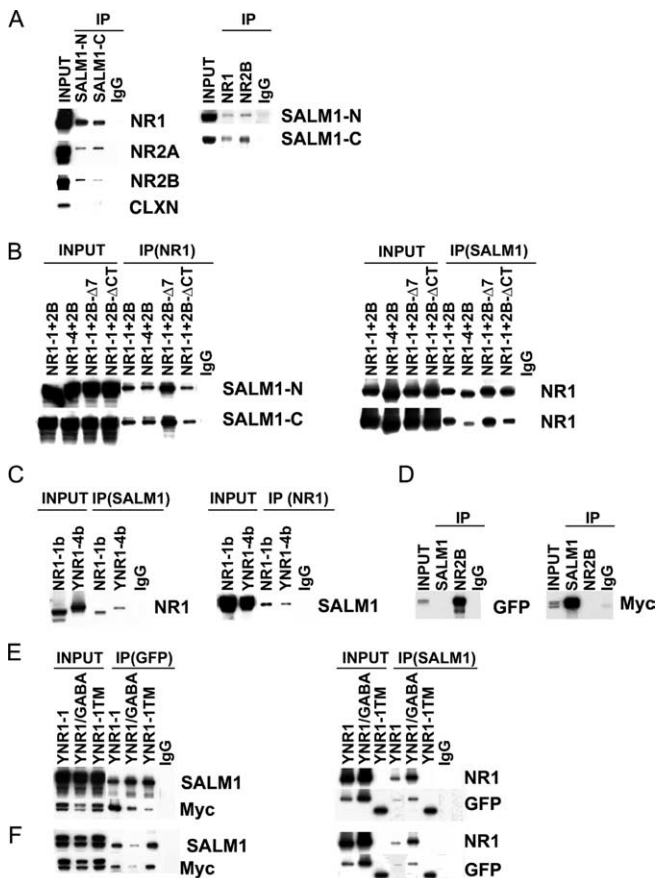 A
IP
INPUT
SALM1-N
SALM1-C
IgG
NR1
NR2A
NR2B
CLXN
IP
INPUT
NR1
NR2B
IgG
SALM1-N
SALM1-C
B
INPUT
IP(NR1)
NR1-1+2B
NR1-4+2B
NR1-1+2B-Δ7
NR1-1+2B-ΔCT
NR1-1+2B
NR1-4+2B
NR1-1+2B-Δ7
NR1-1+2B-ΔCT
IgG
SALM1-N
SALM1-C
INPUT
IP(SALM1)
NR1-1+2B
NR1-4+2B
NR1-1+2B-Δ7
NR1-1+2B-ΔCT
NR1-1+2B
NR1-4+2B
NR1-1+2B-Δ7
NR1-1+2B-ΔCT
IgG
NR1
NR1
C
INPUT
IP(SALM1)
NR1-1b
YNR1-4b
NR1-1b
YNR1-4b
IgG
NR1
INPUT
IP (NR1)
NR1-1b
YNR1-4b
NR1-1b
YNR1-4b
IgG
SALM1
D
IP
INPUT
SALM1
NR2B
IgG
GFP
IP
INPUT
SALM1
NR2B
IgG
Myc
E
INPUT
IP(GFP)
YNR1-1
YNR1/GABA
YNR1-1TM
YNR1-1
YNR1/GABA
YNR1-1TM
IgG
SALM1
Myc
INPUT
IP(SALM1)
YNR1
YNR1/GABA
YNR1-1TM
YNR1
YNR1/GABA
YNR1-1TM
IgG
NR1
GFP
F
SALM1
Myc
NR1
GFP